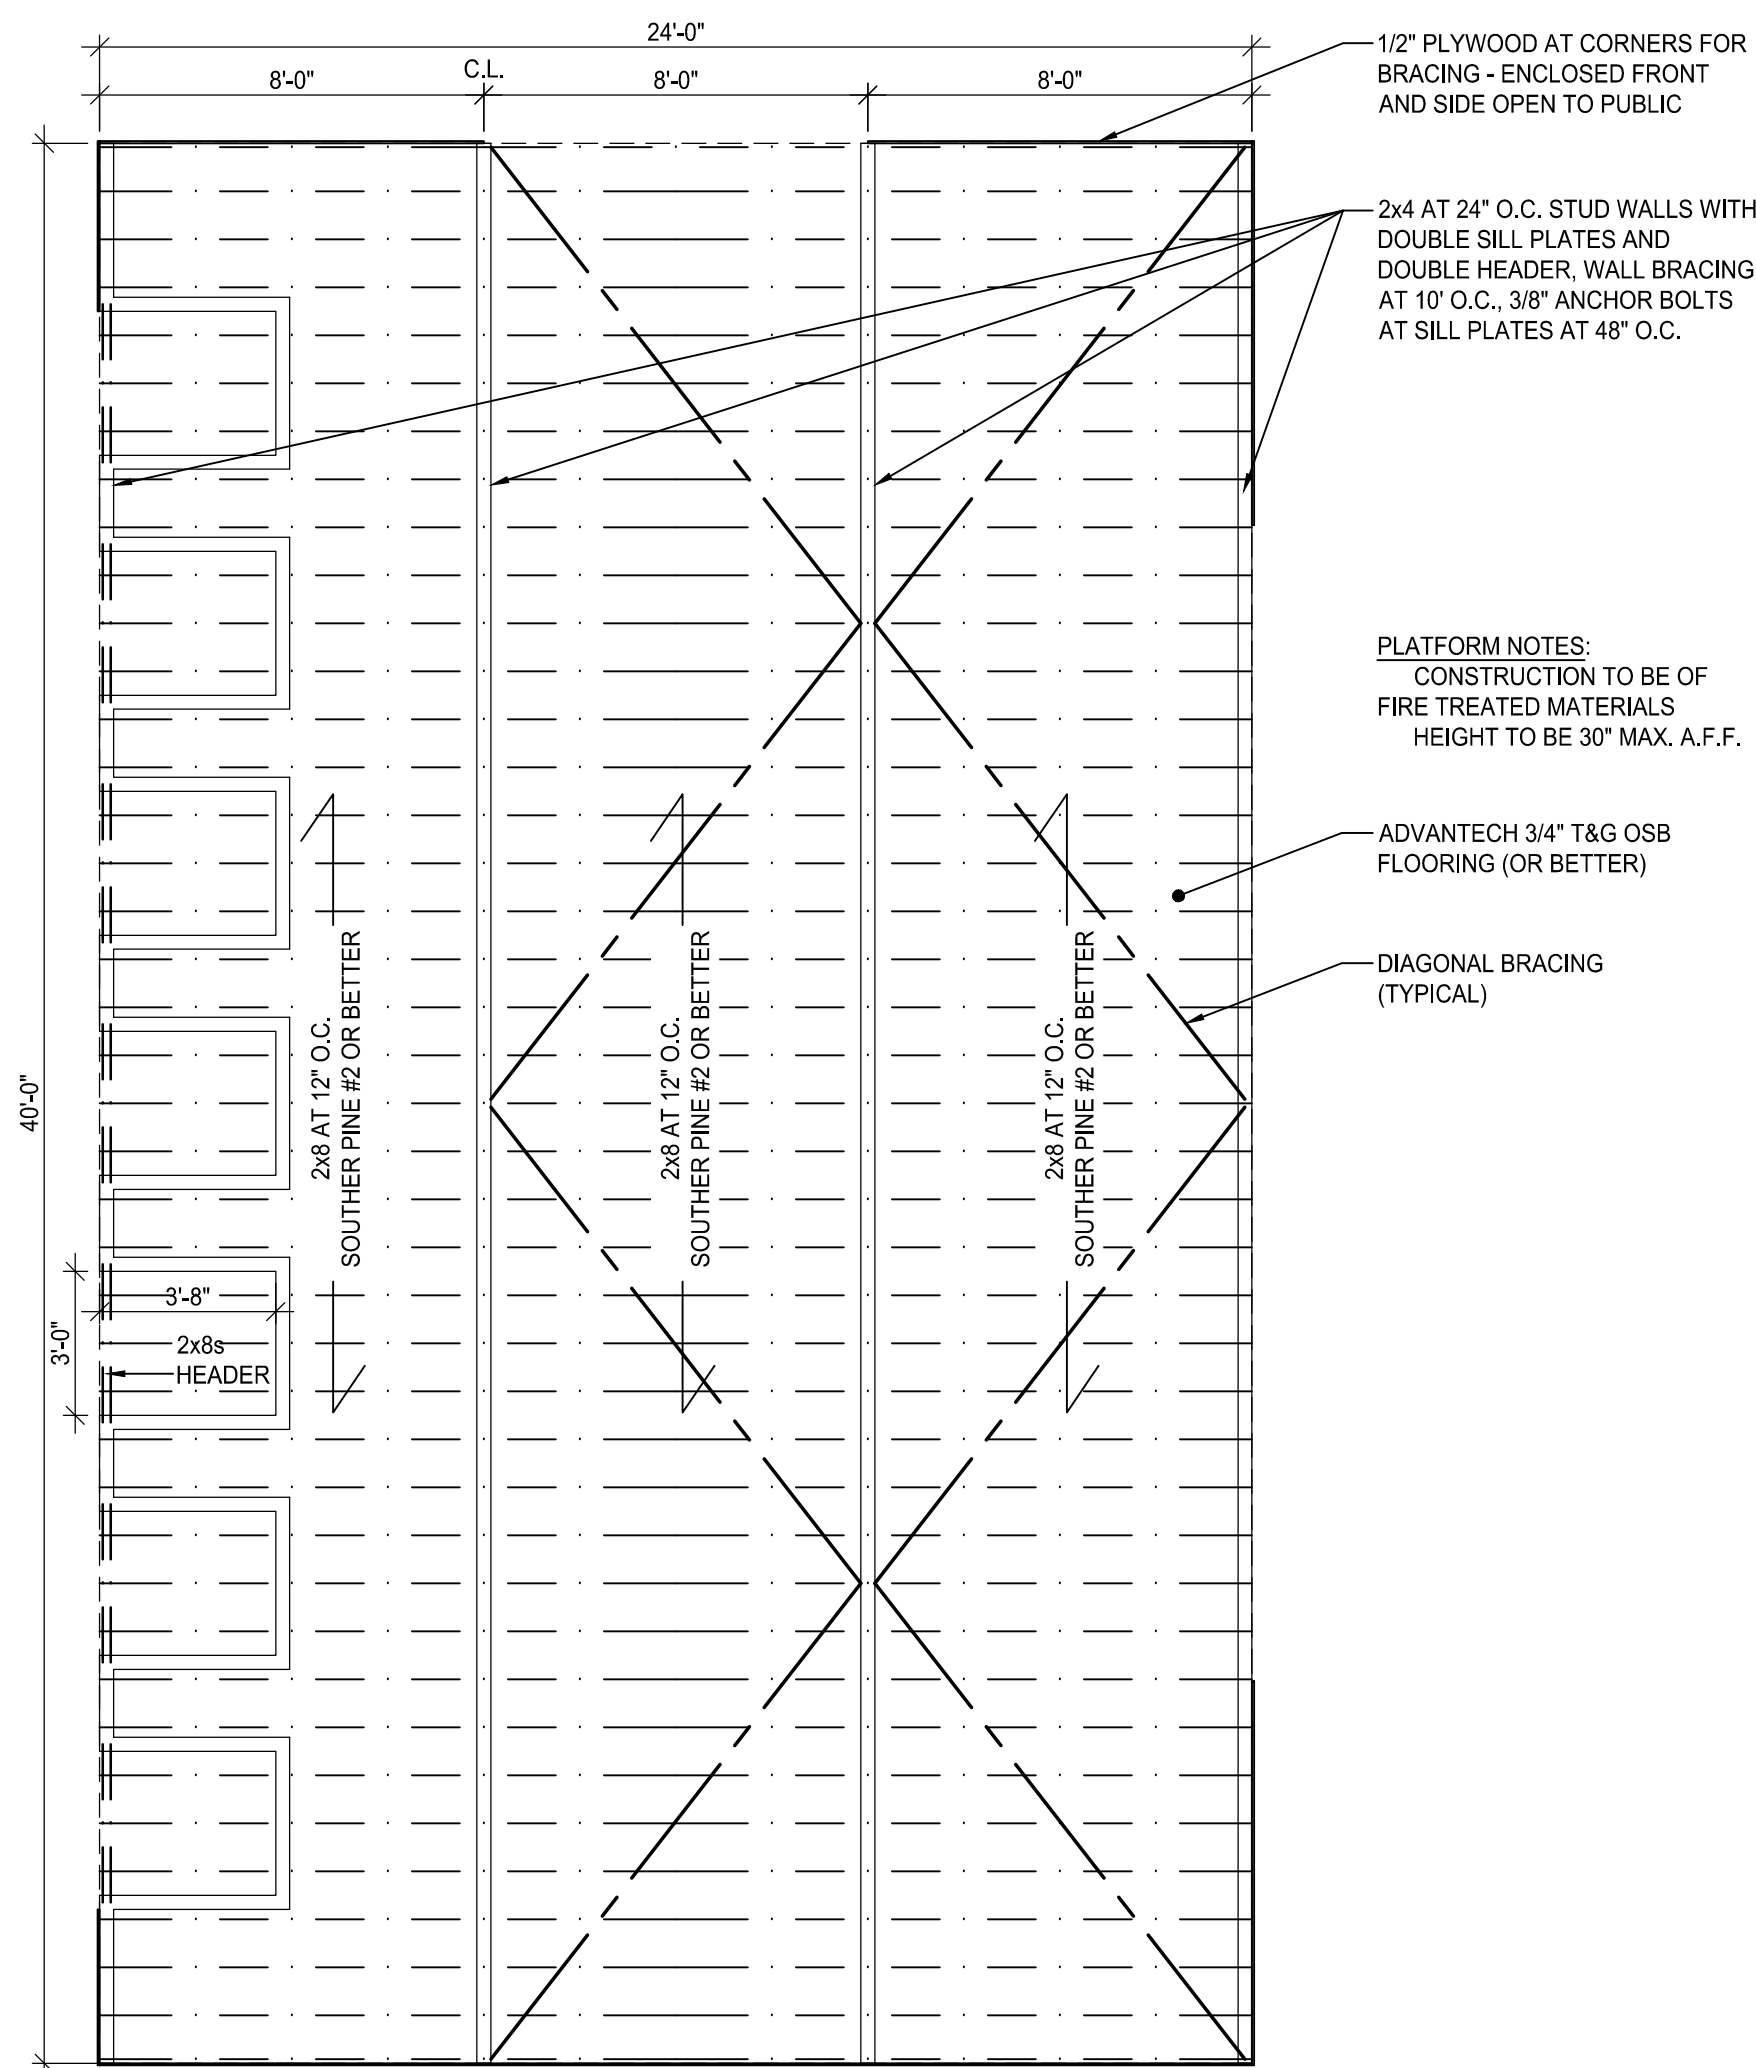 24'-0"
8'-0"
C.L.
8'-0"
8'-0"
1/2" PLYWOOD AT CORNERS FOR
BRACING - ENCLOSED FRONT
AND SIDE OPEN TO PUBLIC
2x4 AT 24" O.C. STUD WALLS WITH
DOUBLE SILL PLATES AND
DOUBLE HEADER, WALL BRACING
AT 10' O.C., 3/8" ANCHOR BOLTS
AT SILL PLATES AT 48" O.C.
PLATFORM NOTES:
CONSTRUCTION TO BE OF
FIRE TREATED MATERIALS
HEIGHT TO BE 30" MAX. A.F.F.
ADVANTECH 3/4" T&G OSB
FLOORING (OR BETTER)
DIAGONAL BRACING
(TYPICAL)
2x8 AT 12" O.C.
SOUTHER PINE #2 OR BETTER
2x8 AT 12" O.C.
SOUTHER PINE #2 OR BETTER
2x8 AT 12" O.C.
SOUTHER PINE #2 OR BETTER
40'-0"
3'-8"
3'-0"
2x8s
HEADER